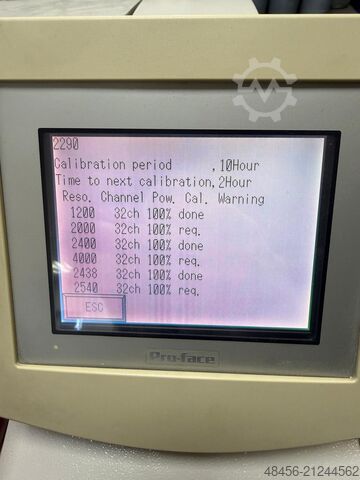 2290
Calibration period ,10Hour
Time to next calibration,2Hour
Reso. Channel Pow. Cal. Warning
1200 32ch 100% done
2000 32ch 100% req.
2400 32ch 100% done
4000 32ch 100% req.
2438 32ch 100% done
2540 32ch 100% req.
ESC
Pro-face
48456-21244562